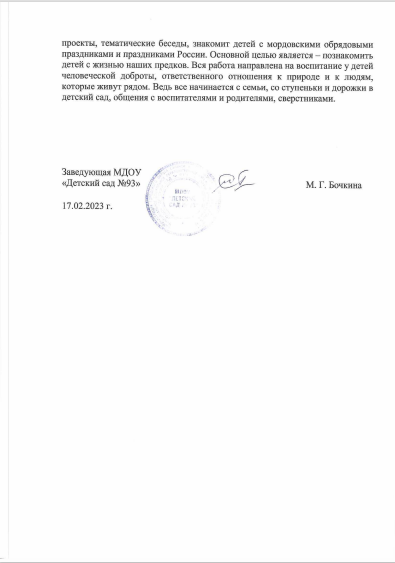 проекты, тематические беседы, знакомит детей с мордовскими обрядовыми
праздниками и праздниками России. Основной целью является – познакомить
детей с жизнью наших предков. Вся работа направлена на воспитание у детей
человеческой доброты, ответственного отношения к природе и к людям,
которые живут рядом. Ведь все начинается с семьи, со ступеньки и дорожки в
детский сад, общения с воспитателями и родителями, сверстниками.
Заведующая МДОУ
«Детский сад №93»
М. Г. Бочкина
17.02.2023 г.